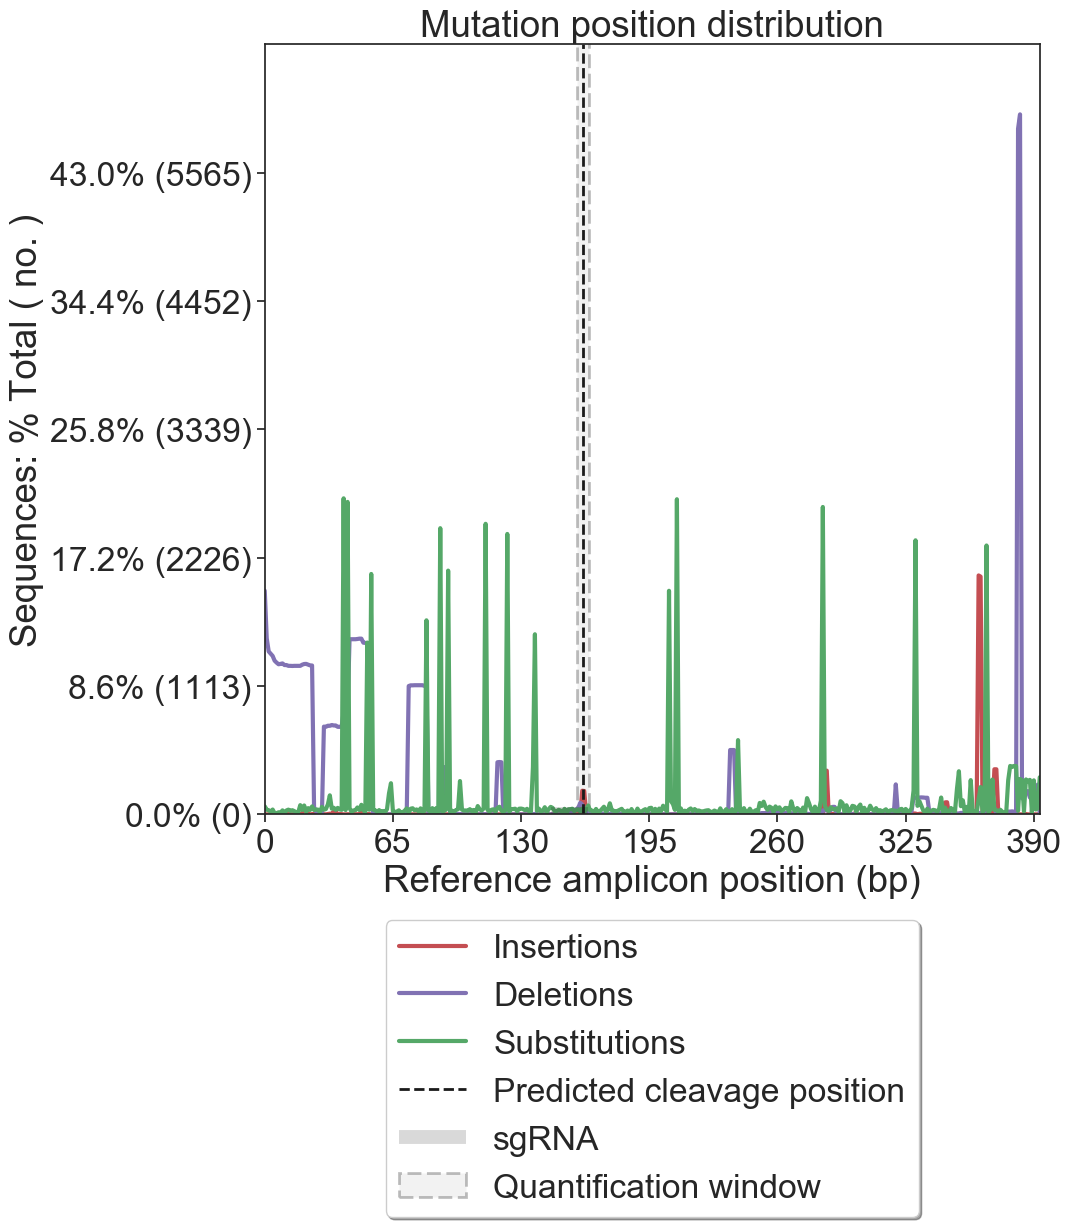 Mutation position distribution
Sequences: % Total ( no. )
43.0% (5565)
34.4% (4452)
25.8% (3339)
17.2% (2226)
8.6% (1113)
0.0% (0)
0 65 130 195 260 325 390
Reference amplicon position (bp)
Insertions
Deletions
Substitutions
Predicted cleavage position
sgRNA
Quantification window